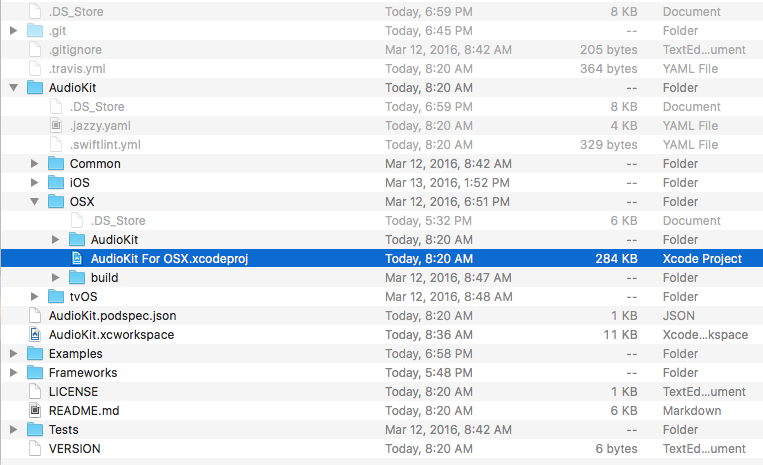 .DS_Store Today, 6:59 PM 8 KB Document
.git Today, 6:45 PM -- Folder
.gitignore Mar 12, 2016, 8:42 AM 205 bytes TextEd...ument
.travis.yml Today, 8:20 AM 364 bytes YAML File
AudioKit Today, 8:20 AM -- Folder
.DS_Store Today, 6:59 PM 8 KB Document
.jazzy.yaml Today, 8:20 AM 4 KB YAML File
.swiftlint.yml Today, 8:20 AM 329 bytes YAML File
Common Mar 12, 2016, 8:42 AM -- Folder
iOS Mar 13, 2016, 1:52 PM -- Folder
OSX Mar 12, 2016, 6:51 PM -- Folder
.DS_Store Today, 5:32 PM 6 KB Document
AudioKit Today, 8:20 AM -- Folder
AudioKit For OSX.xcodeproj Today, 8:20 AM 284 KB Xcode Project
build Mar 12, 2016, 8:47 AM -- Folder
tvOS Mar 12, 2016, 8:48 AM -- Folder
AudioKit.podspec.json Today, 8:20 AM 1 KB JSON
AudioKit.xcworkspace Today, 8:36 AM 11 KB Xcode...kspace
Examples Today, 6:58 PM -- Folder
Frameworks Today, 5:48 PM -- Folder
LICENSE Today, 8:20 AM 1 KB TextEd...ument
README.md Today, 8:20 AM 6 KB Markdown
Tests Mar 12, 2016, 8:42 AM -- Folder
VERSION Today, 8:20 AM 6 bytes TextEd...ument